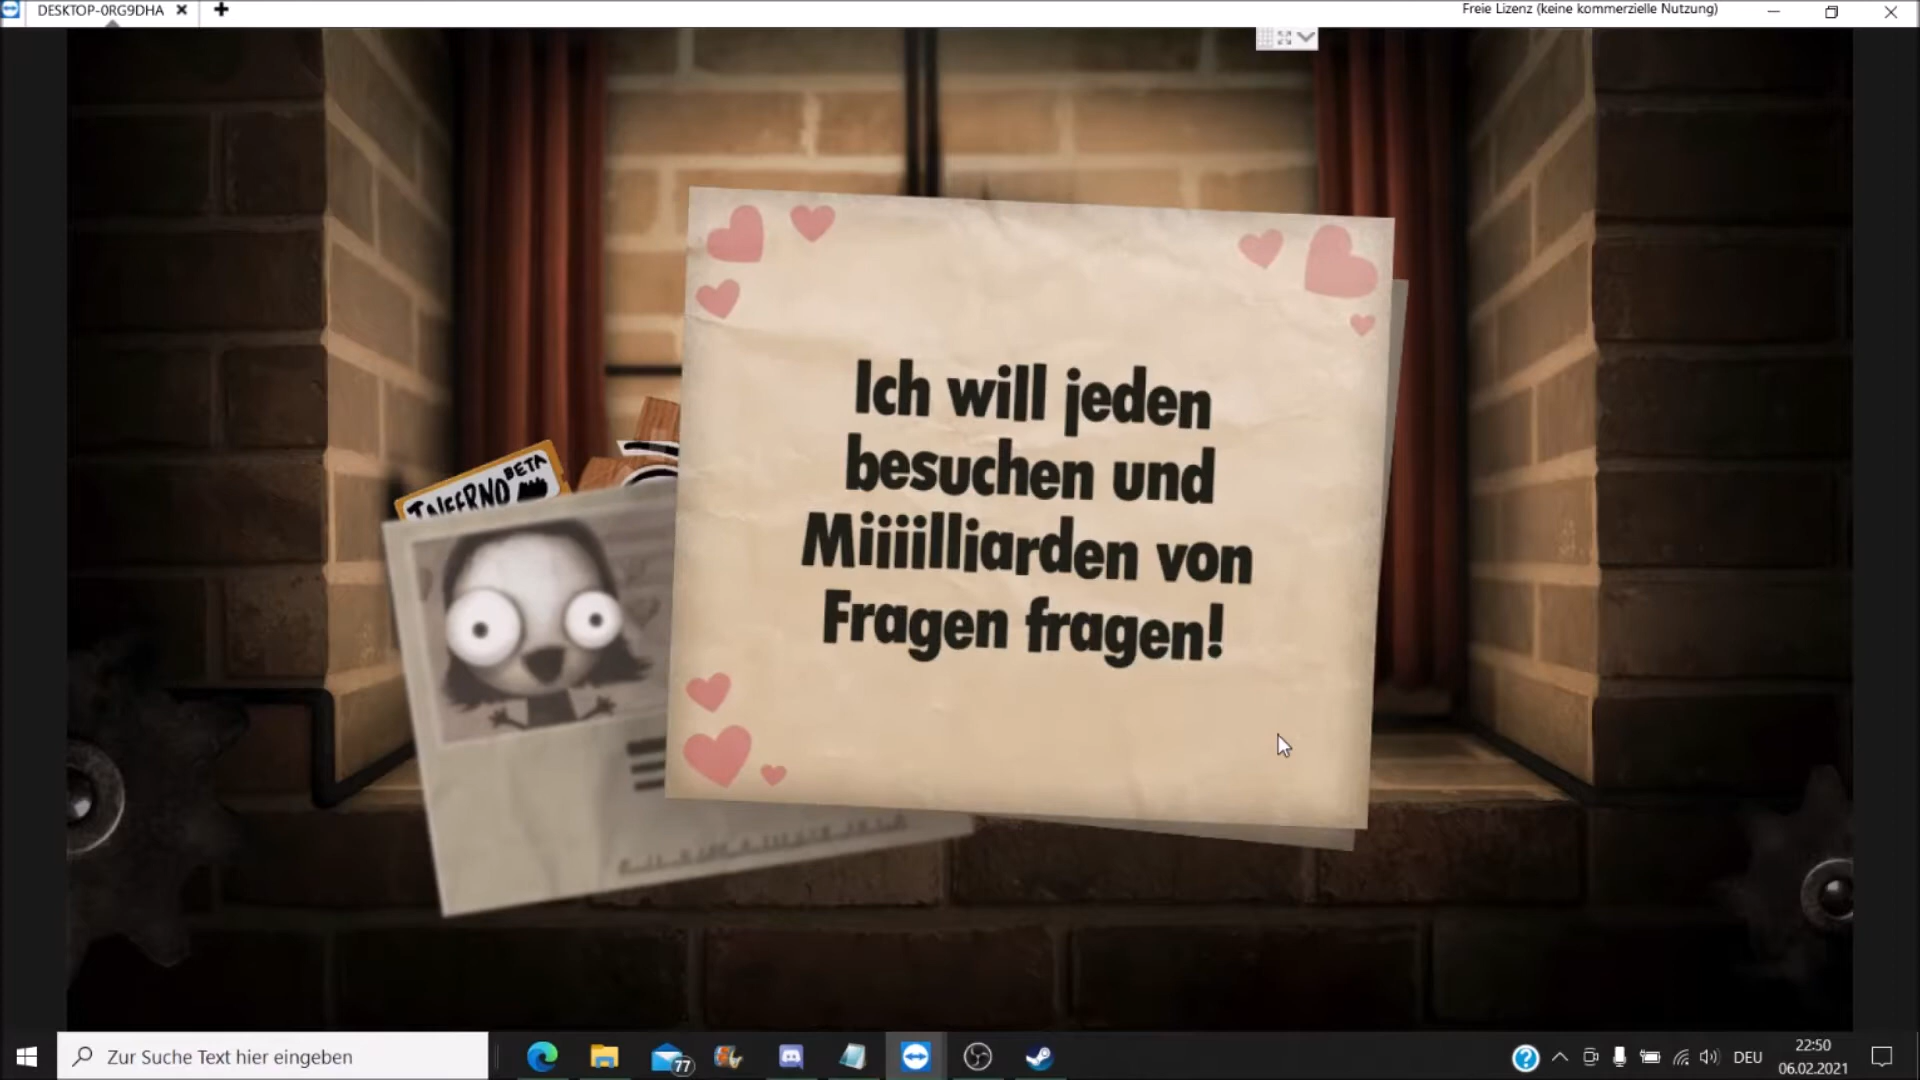 DESKTOP-0RG9DHA
Freie Lizenz (keine kommerzielle Nutzung)
Ich will jeden
besuchen und
Miiiilliarden von
Fragen fragen!
INFERNO BETA
Zur Suche Text hier eingeben
77
DEU
22:50
06.02.2021